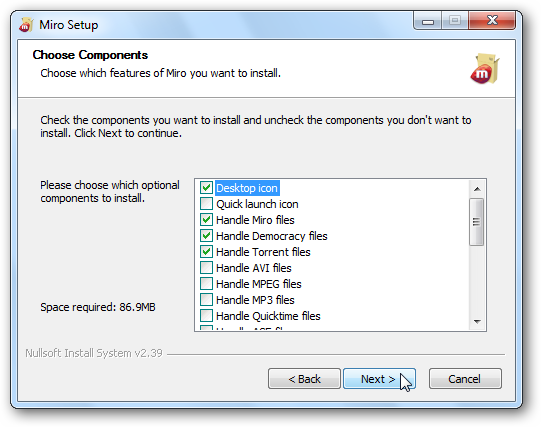 Miro Setup
Choose Components
Choose which features of Miro you want to install.
m
Check the components you want to install and uncheck the components you don't want to
install. Click Next to continue.
Please choose which optional
components to install.
Desktop icon
Quick launch icon
Handle Miro files
Handle Democracy files
Handle Torrent files
Handle AVI files
Handle MPEG files
Handle MP3 files
Handle Quicktime files
Handle ASF files
Space required: 86.9MB
Nullsoft Install System v2.39
< Back
Next >
Cancel